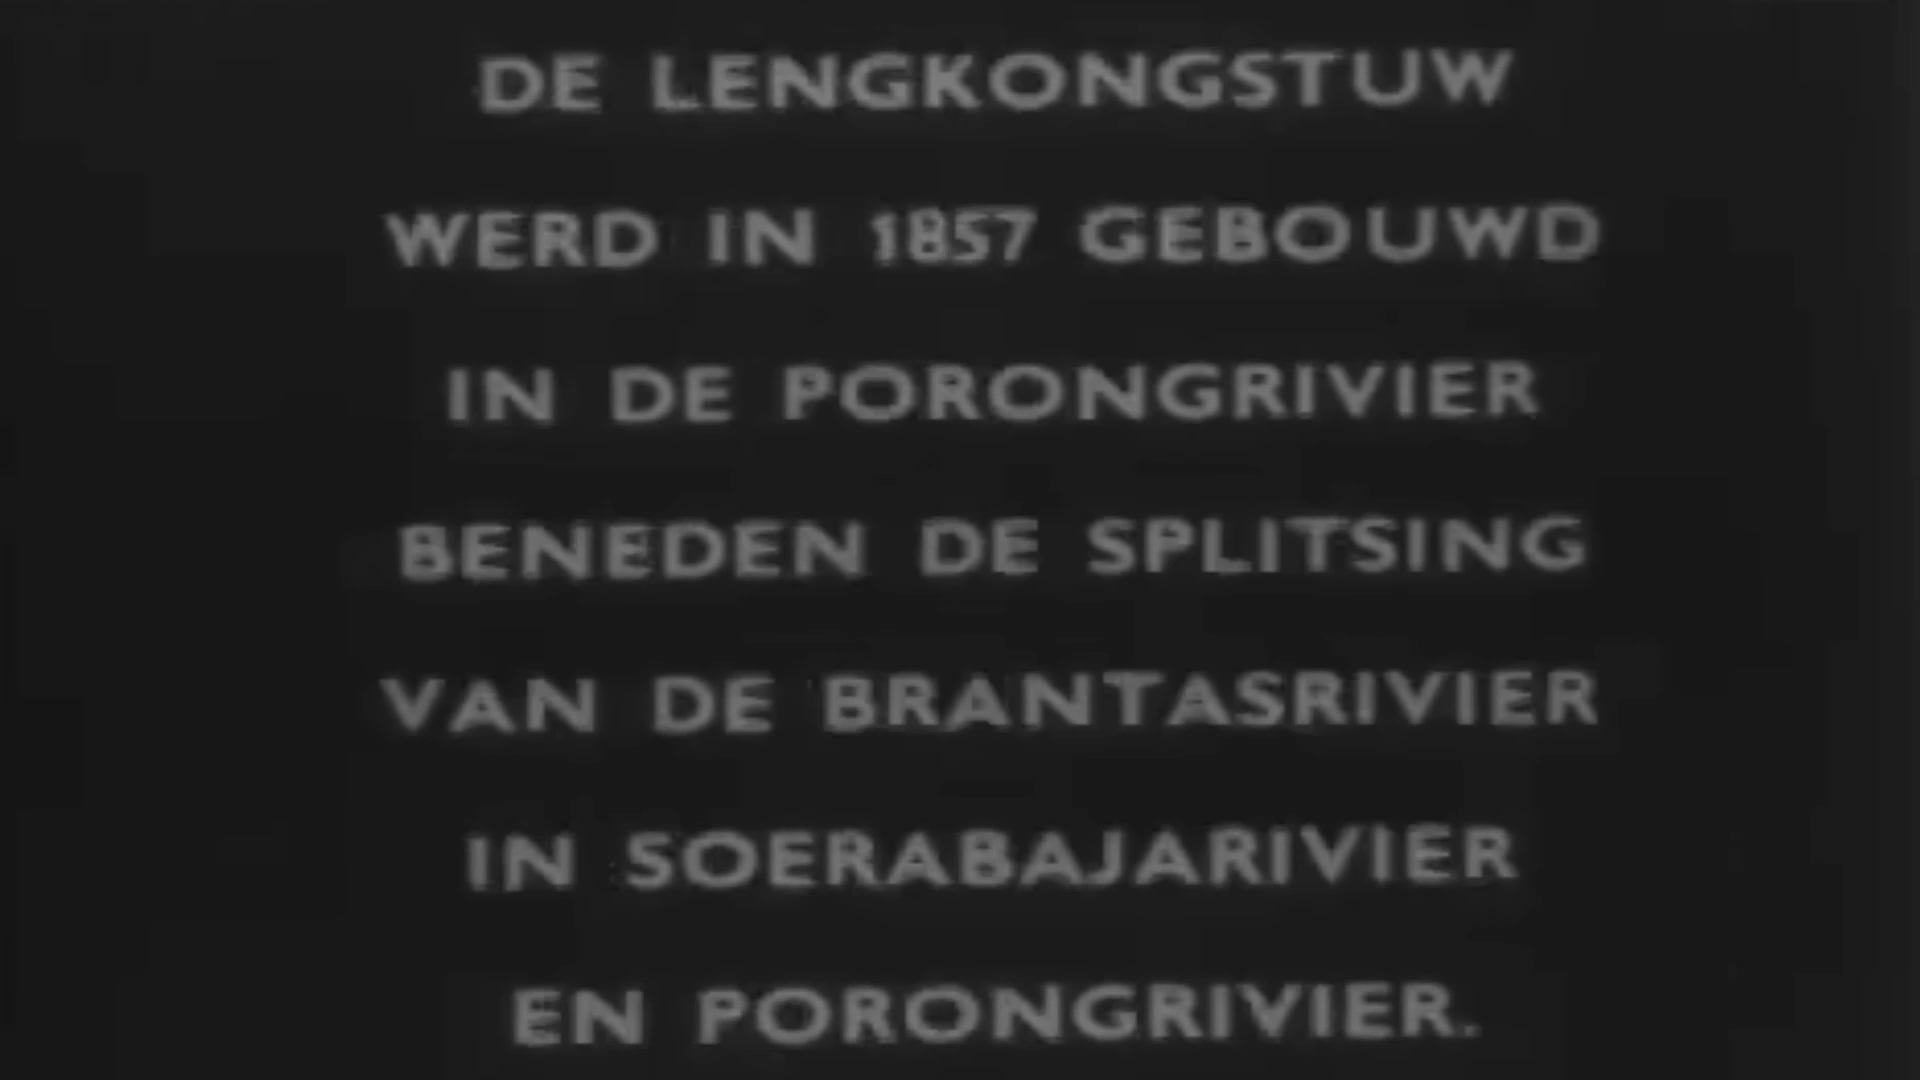 DE LENGKONGSTUW
WERD IN 1857 GEBOUWD
IN DE PORONGRIVIER
BENEDEN DE SPLITSING
VAN DE BRANTASRIVIER
IN SOERABAJARIVIER
EN PORONGRIVIER.